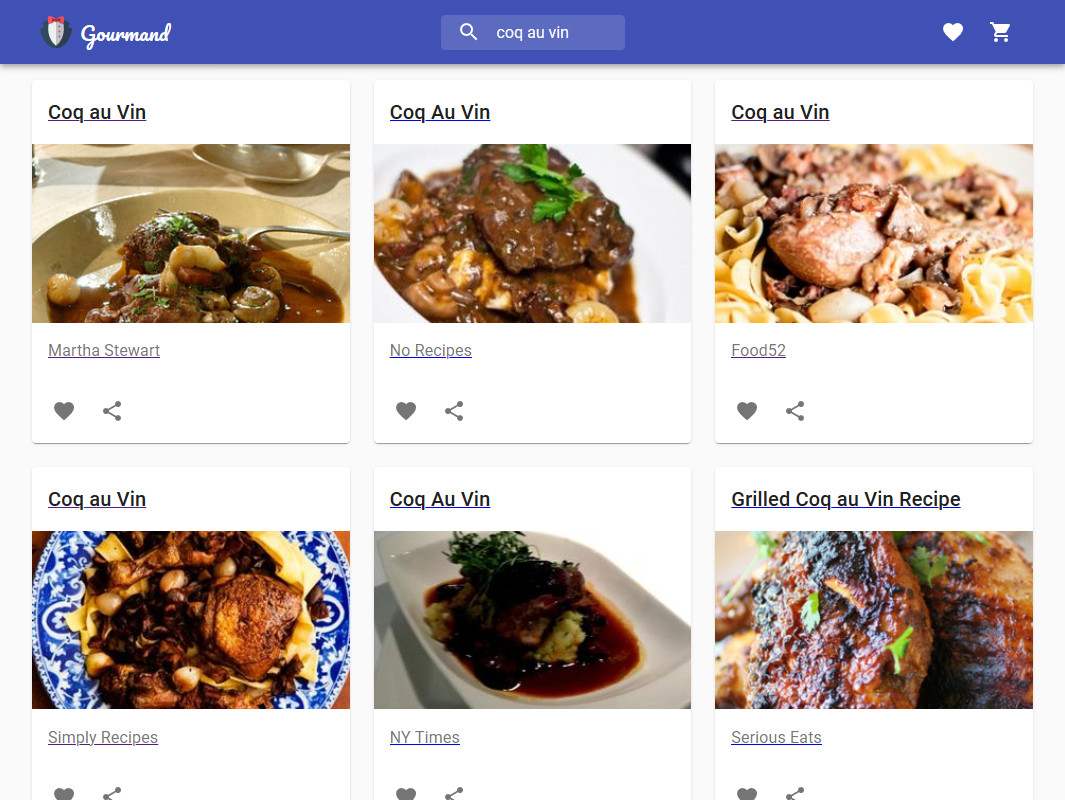 Gourmand
coq au vin
Coq au Vin
Coq Au Vin
Coq au Vin
Martha Stewart
No Recipes
Food52
Coq au Vin
Coq Au Vin
Grilled Coq au Vin Recipe
Simply Recipes
NY Times
Serious Eats